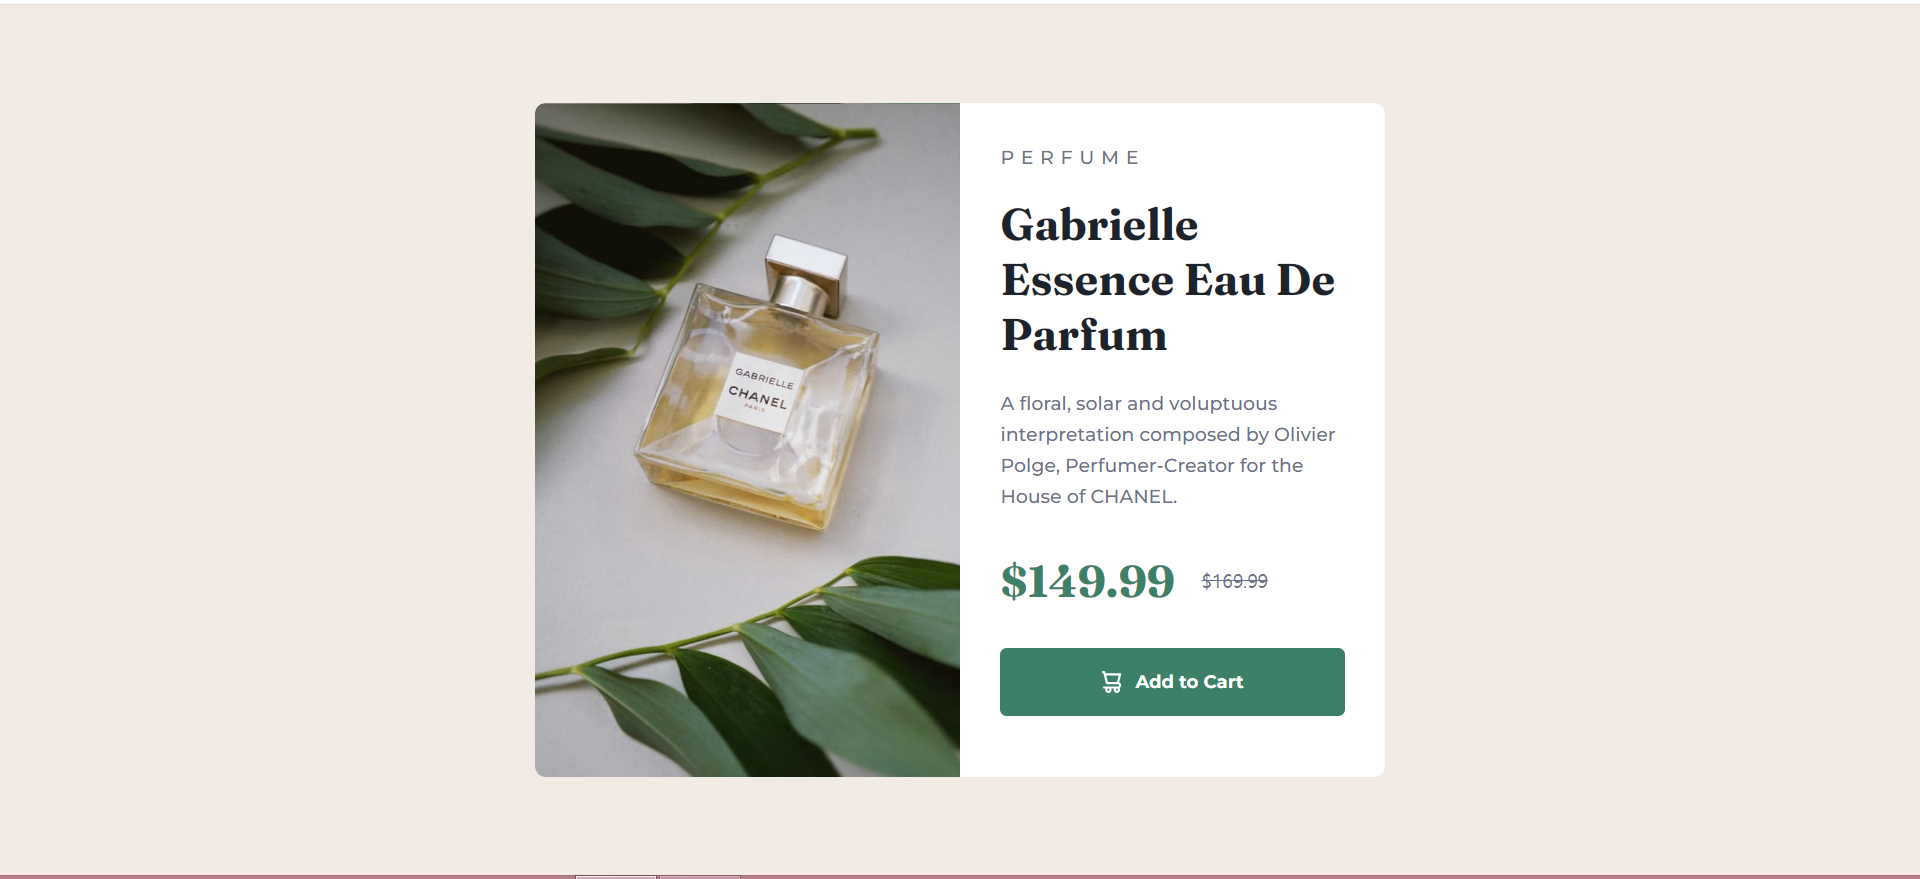 PERFUME
Gabrielle
Essence Eau De
Parfum
A floral, solar and voluptuous
interpretation composed by Olivier
Polge, Perfumer-Creator for the
House of CHANEL.
$149.99 $169.99
Add to Cart
GABRIELLE
CHANEL
PARIS